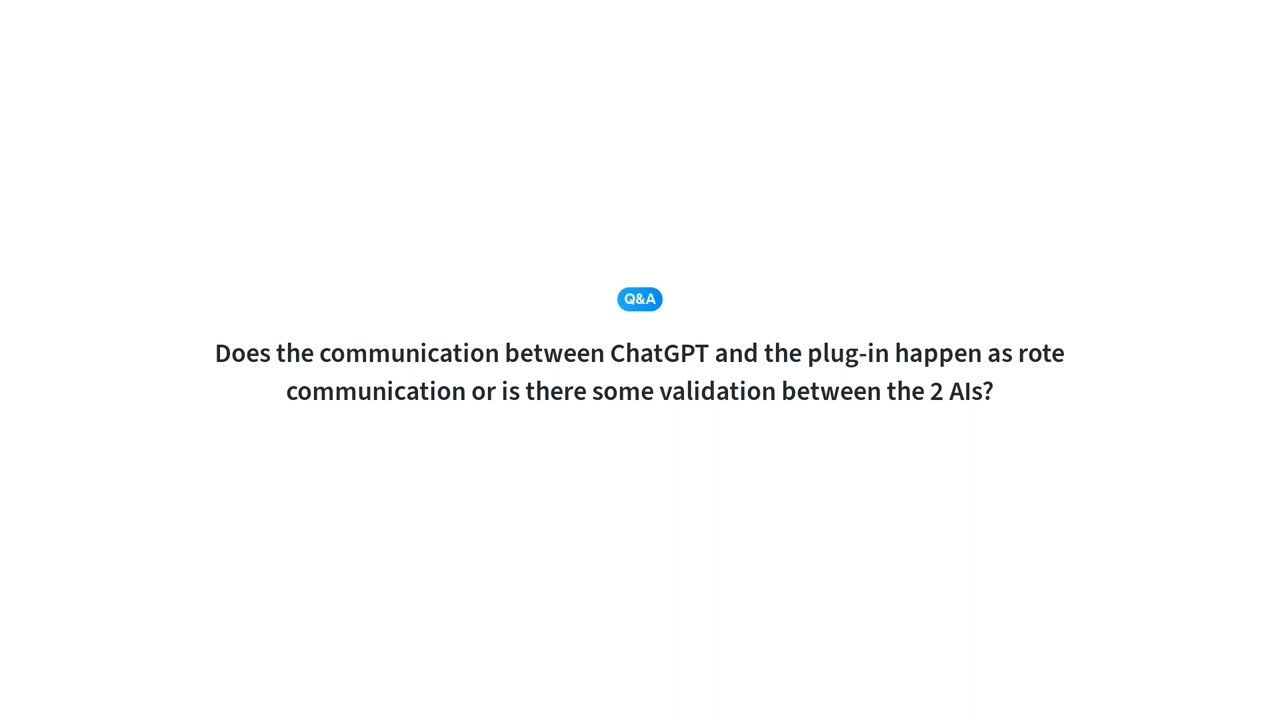 Q&A
Does the communication between ChatGPT and the plug-in happen as rote
communication or is there some validation between the 2 AIs?